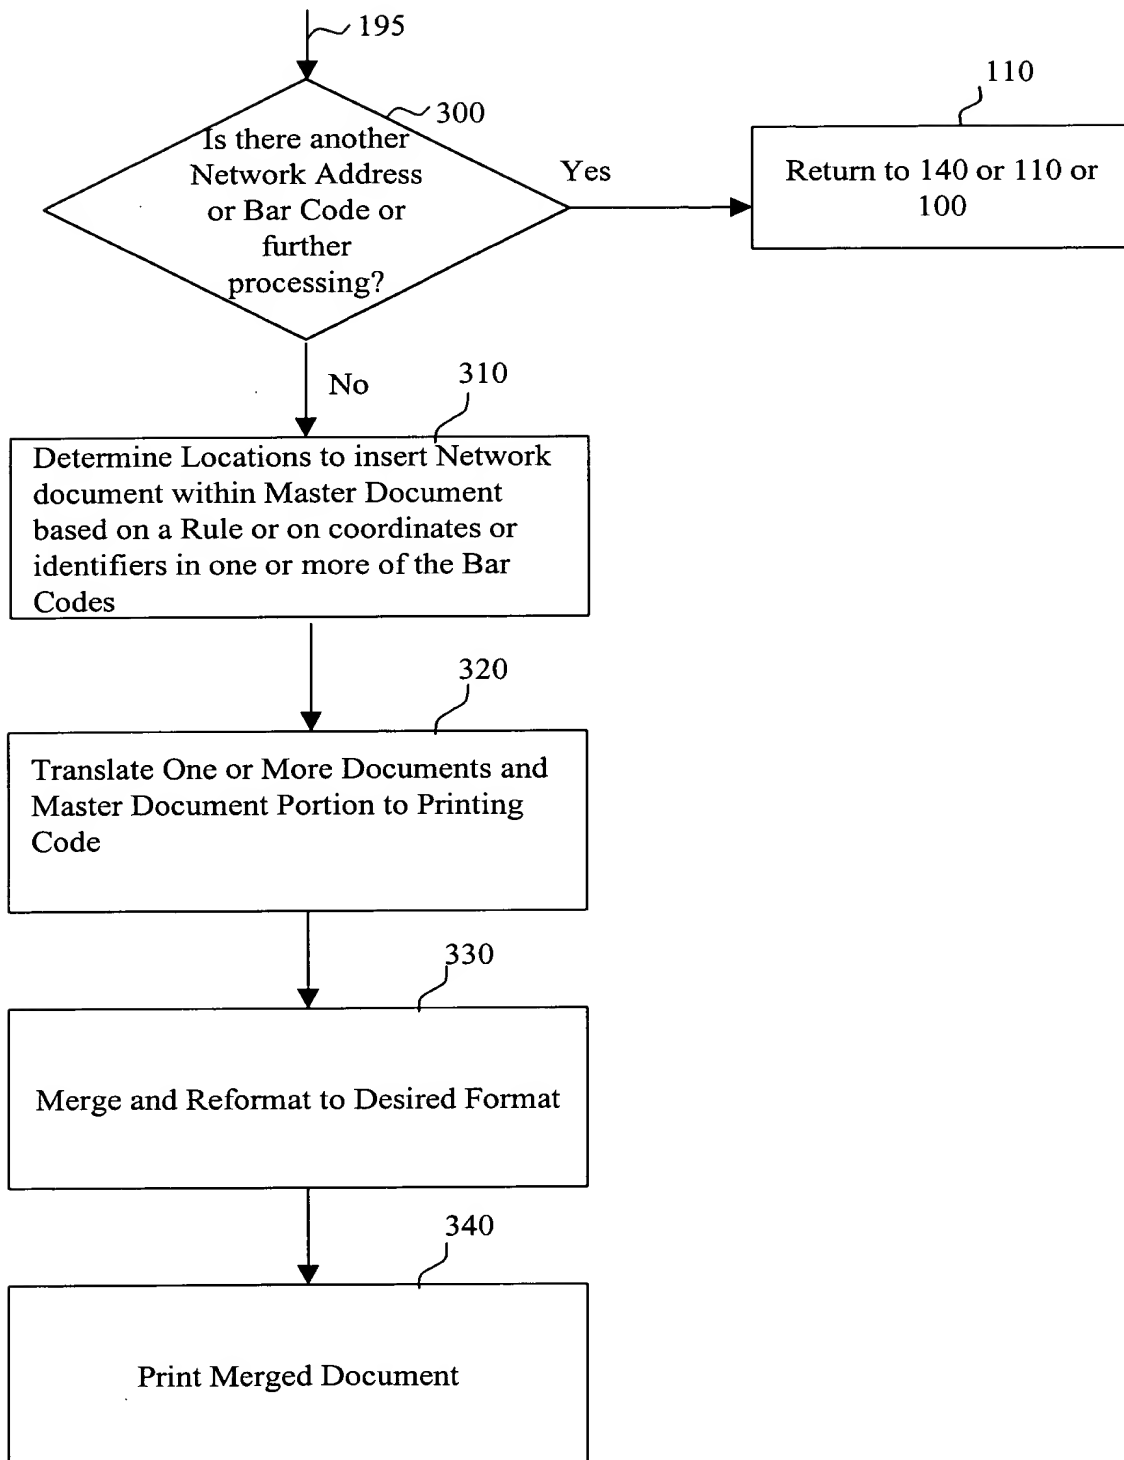 195
300
Is there another
Network Address
or Bar Code or
further
processing?
Yes
110
Return to 140 or 110 or
100
No
310
Determine Locations to insert Network
document within Master Document
based on a Rule or on coordinates or
identifiers in one or more of the Bar
Codes
320
Translate One or More Documents and
Master Document Portion to Printing
Code
330
Merge and Reformat to Desired Format
340
Print Merged Document